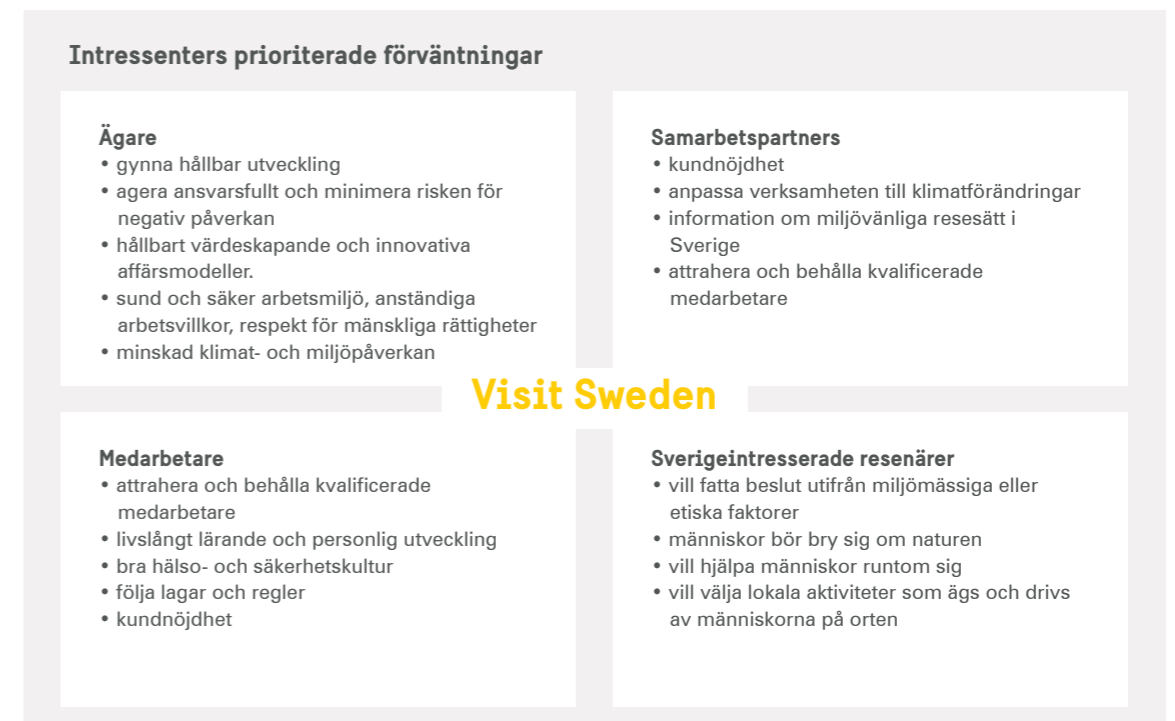 Intressenters prioriterade förväntningar
Ägare
• gynna hållbar utveckling
• agera ansvarsfullt och minimera risken för
negativ påverkan
• hållbart värdeskapande och innovativa
affärsmodeller.
• sund och säker arbetsmiljö, anständiga
arbetsvillkor, respekt för mänskliga rättigheter
• minskad klimat- och miljöpåverkan
Samarbetspartners
• kundnöjdhet
• anpassa verksamheten till klimatförändringar
• information om miljövänliga resesätt i
Sverige
• attrahera och behålla kvalificerade
medarbetare
Visit Sweden
Medarbetare
• attrahera och behålla kvalificerade
medarbetare
• livslångt lärande och personlig utveckling
• bra hälso- och säkerhetskultur
• följa lagar och regler
• kundnöjdhet
Sverigeintresserade resenärer
• vill fatta beslut utifrån miljömässiga eller
etiska faktorer
• människor bör bry sig om naturen
• vill hjälpa människor runtom sig
• vill välja lokala aktiviteter som ägs och drivs
av människorna på orten